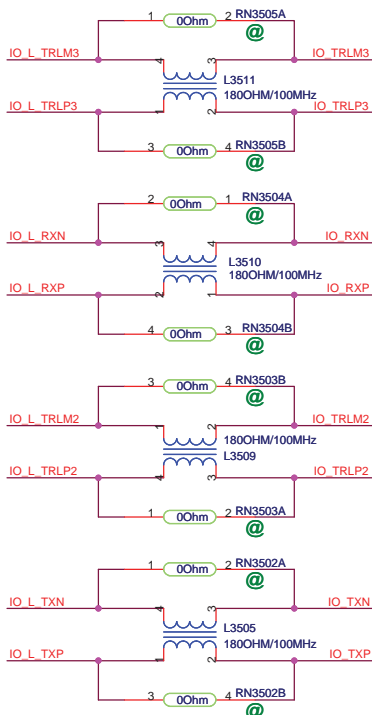 1 0Ohm 2 RN3505A
@
IO_L_TRLM3 4 3 IO_TRLM3
L3511
180OHM/100MHz
IO_L_TRLP3 1 2 IO_TRLP3
3 0Ohm 4 RN3505B
@
2 0Ohm 1 RN3504A
@
IO_L_RXN 3 4 IO_RXN
L3510
180OHM/100MHz
IO_L_RXP 2 1 IO_RXP
4 0Ohm 3 RN3504B
@
3 0Ohm 4 RN3503B
@
IO_L_TRLM2 1 2 IO_TRLM2
180OHM/100MHz
L3509
IO_L_TRLP2 4 3 IO_TRLP2
1 0Ohm 2 RN3503A
@
1 0Ohm 2 RN3502A
@
IO_L_TXN 4 3 IO_TXN
L3505
180OHM/100MHz
IO_L_TXP 1 2 IO_TXP
3 0Ohm 4 RN3502B
@